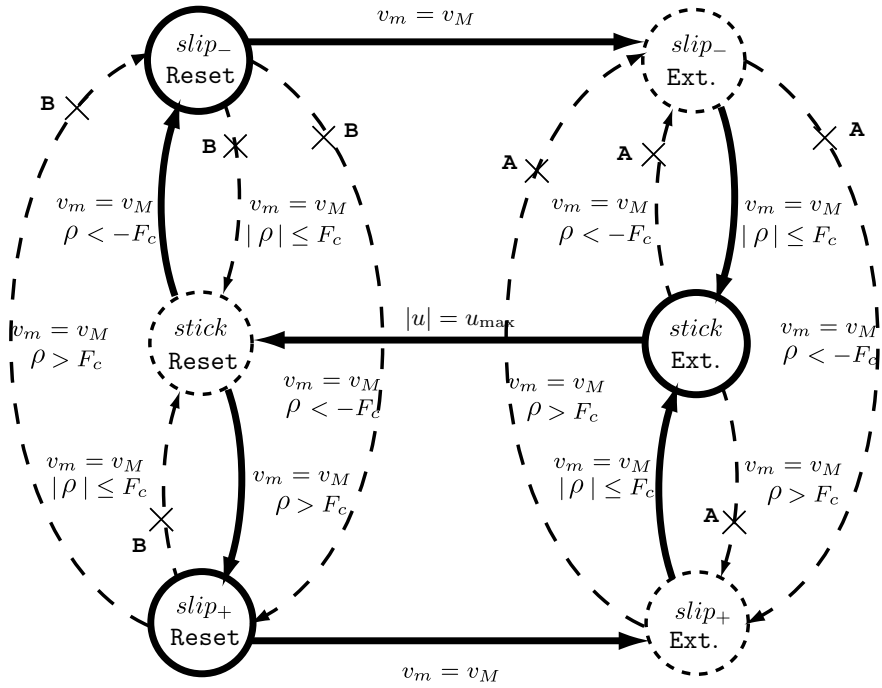 v_m = v_M
slip_−
Reset
slip_−
Ext.
B
B
B
A
A
A
v_m = v_M
ρ < −F_c
v_m = v_M
| ρ | ≤ F_c
v_m = v_M
ρ < −F_c
v_m = v_M
| ρ | ≤ F_c
|u| = u_max
stick
Reset
stick
Ext.
v_m = v_M
ρ > F_c
v_m = v_M
ρ < −F_c
v_m = v_M
ρ < −F_c
v_m = v_M
ρ > F_c
v_m = v_M
| ρ | ≤ F_c
v_m = v_M
ρ > F_c
v_m = v_M
| ρ | ≤ F_c
v_m = v_M
ρ > F_c
B
A
slip_+
Reset
slip_+
Ext.
v_m = v_M